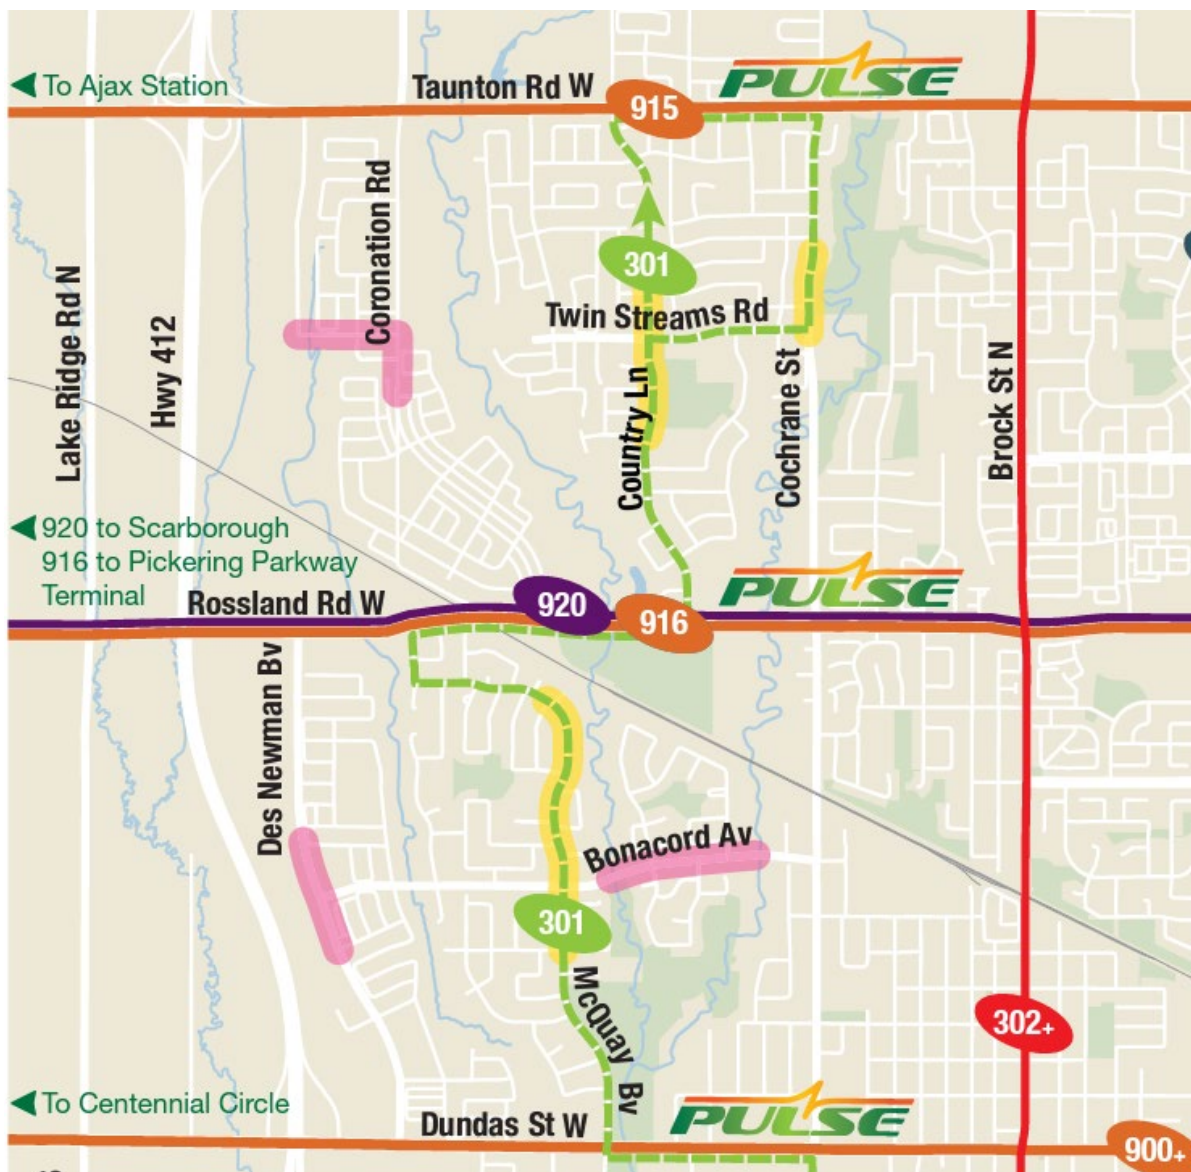 PULSE
To Ajax Station
Taunton Rd W
915
Coronation Rd
301
Twin Streams Rd
Lake Ridge Rd N
Hwy 412
Country Ln
Cochrane St
Brock St N
920 to Scarborough
916 to Pickering Parkway
Terminal
PULSE
Rossland Rd W
920
916
Des Newman Bv
Bonacord Av
301
McQuay Bv
302+
To Centennial Circle
PULSE
Dundas St W
900+